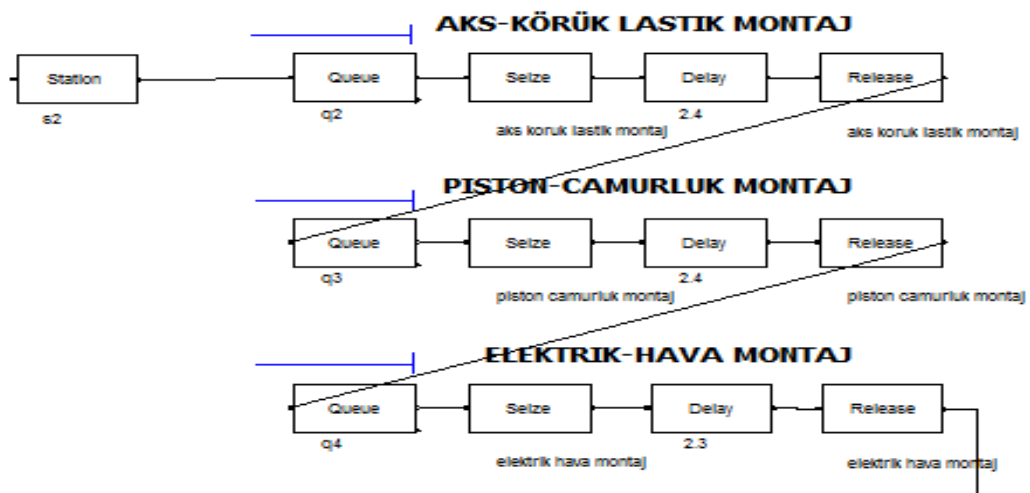 AKS-KÖRÜK LASTIK MONTAJ
Station
Queue
Seize
Delay
Release
s2
q2
aks koruk lastik montaj
2.4
aks koruk lastik montaj
PISTON-CAMURLUK MONTAJ
Queue
Seize
Delay
Release
q3
piston camurluk montaj
2.4
piston camurluk montaj
ELEKTRIK-HAVA MONTAJ
Queue
Seize
Delay
Release
q4
elektrik hava montaj
2.3
elektrik hava montaj